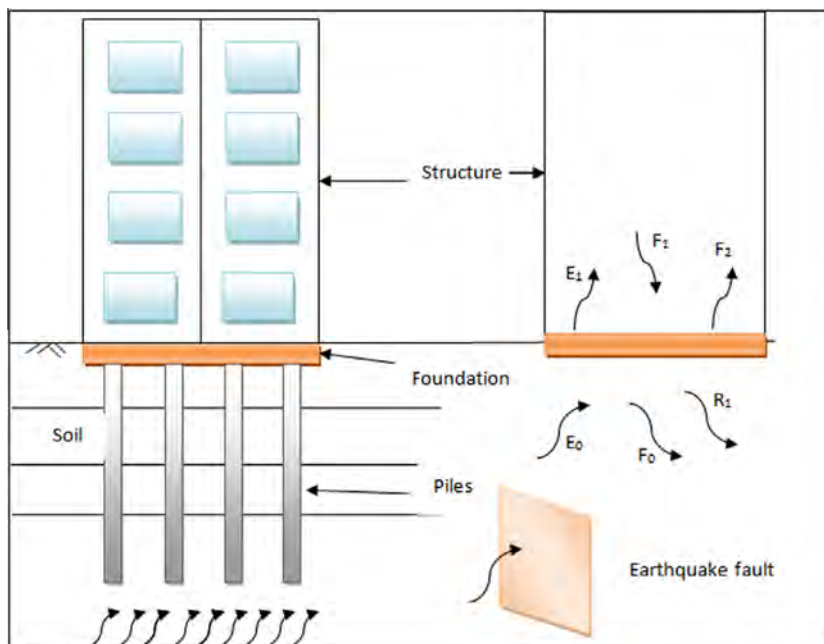 Structure
F₁
F₂
E₁
Foundation
R₁
Soil
E₀
F₀
Piles
Earthquake fault